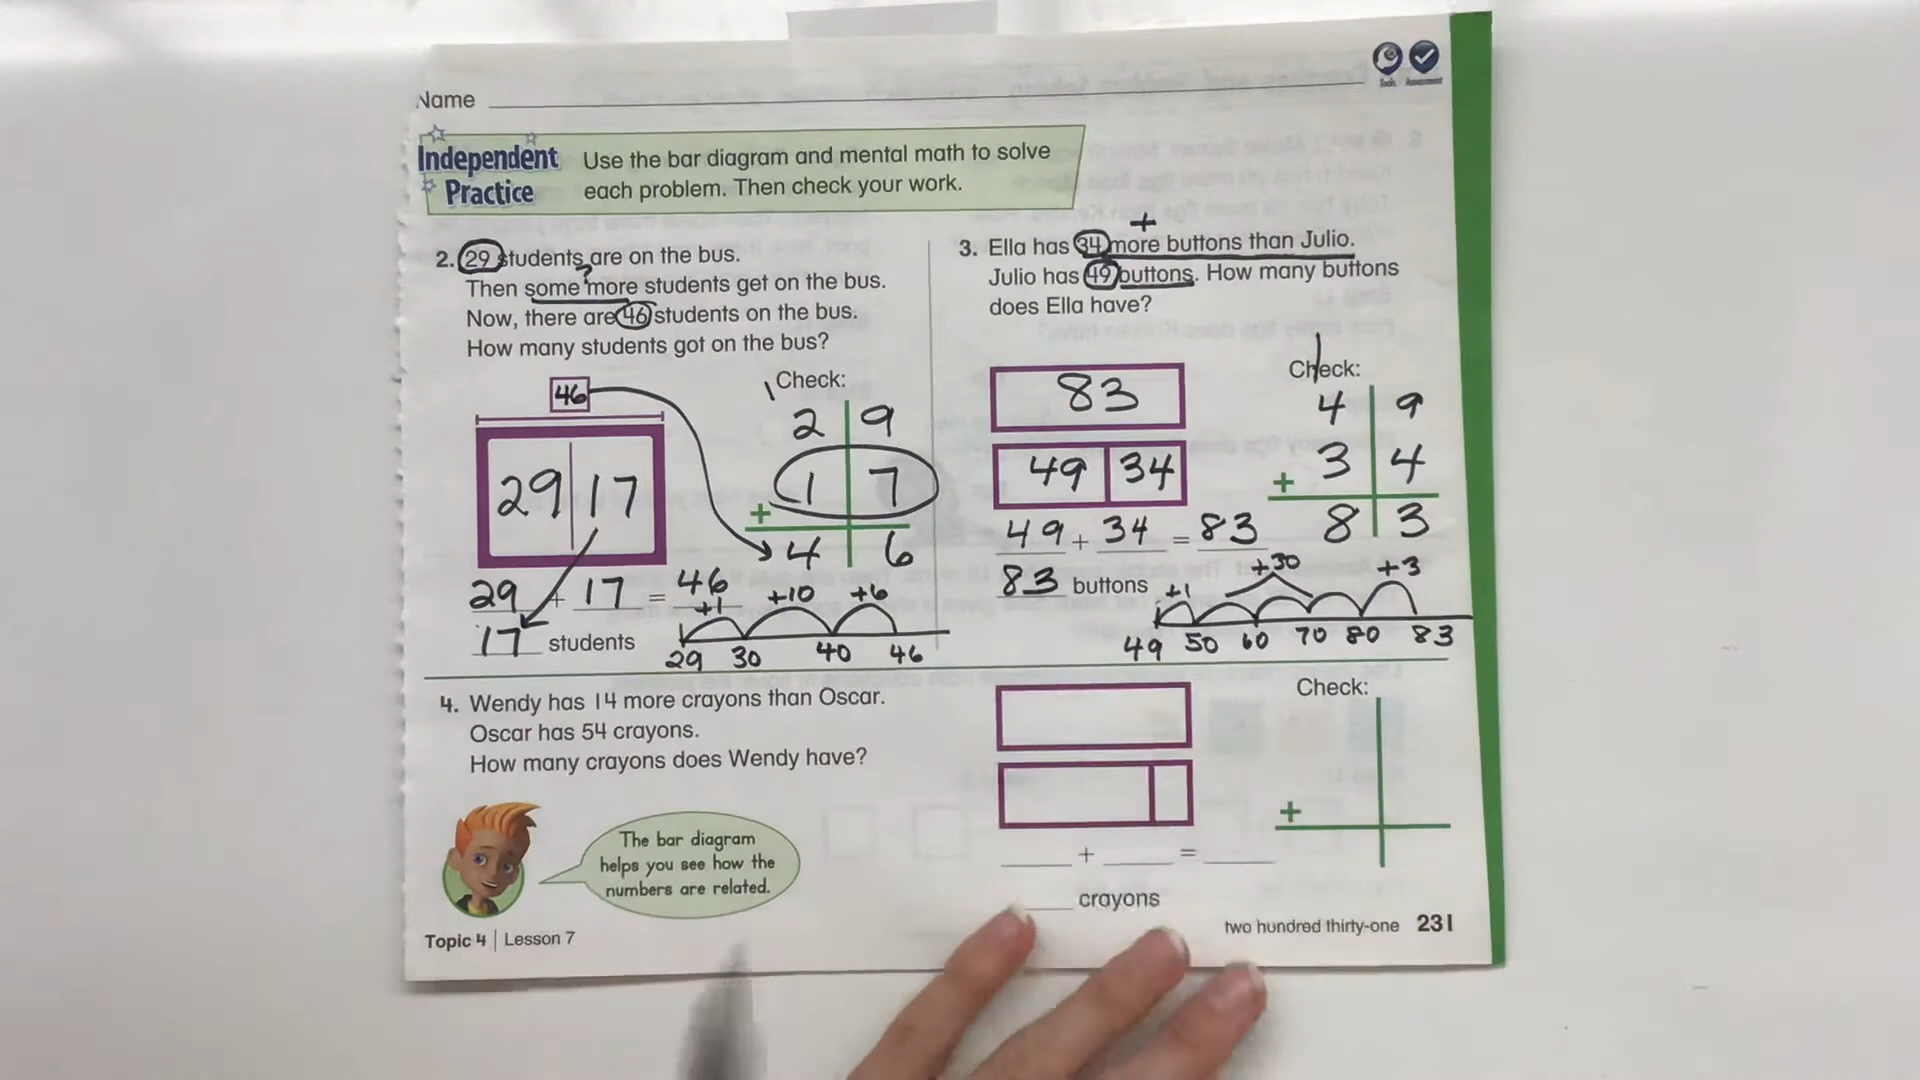 Name
Tools Assessment
Independent Practice
Use the bar diagram and mental math to solve
each problem. Then check your work.
2. 29 students are on the bus.
?
Then some more students get on the bus.
Now, there are 46 students on the bus.
How many students got on the bus?
46
29 17
29 + 17 = 46
17 students
Check:
1
2 9
1 7
+
4 6
+1 +10 +6
29 30 40 46
+
3. Ella has 34 more buttons than Julio.
Julio has 49 buttons. How many buttons
does Ella have?
83
49 34
49 + 34 = 83
83 buttons
Check:
1
4 9
+ 3 4
8 3
+1 +30 +3
49 50 60 70 80 83
4. Wendy has 14 more crayons than Oscar.
Oscar has 54 crayons.
How many crayons does Wendy have?
The bar diagram
helps you see how the
numbers are related.
+ =
crayons
Check:
+
Topic 4 | Lesson 7
two hundred thirty-one 231